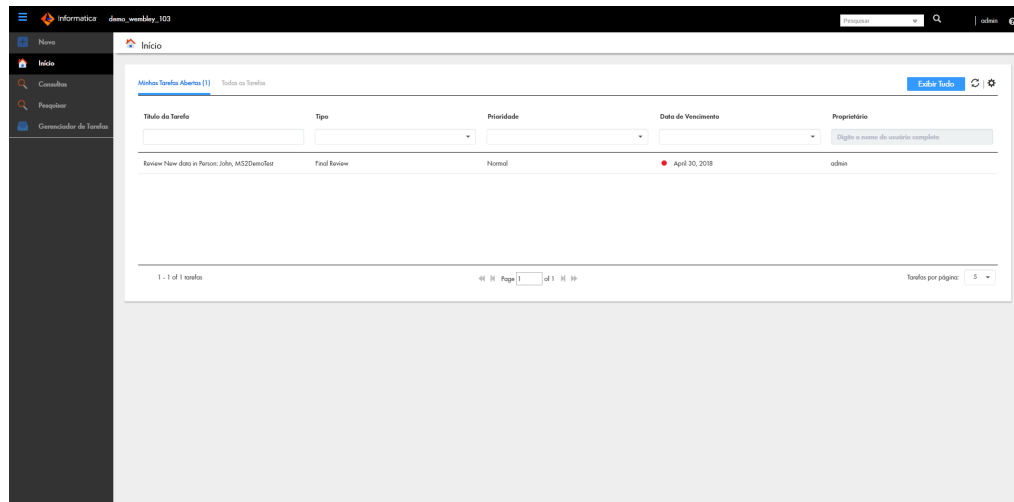 informatica demo_wembley_103 Pesquisar admin
Novo
Início
Consultas
Pesquisar
Gerenciador de Tarefas
Início
Minhas Tarefas Abertas (1) Todas as Tarefas Exibir Tudo
Título da Tarefa Tipo Prioridade Data de Vencimento Proprietário
Digite o nome de usuário completo
Review New data in Person: John, MS2DemoTest Final Review Normal April 30, 2018 admin
1 - 1 of 1 tarefas Page 1 of 1 Tarefas por página: 5